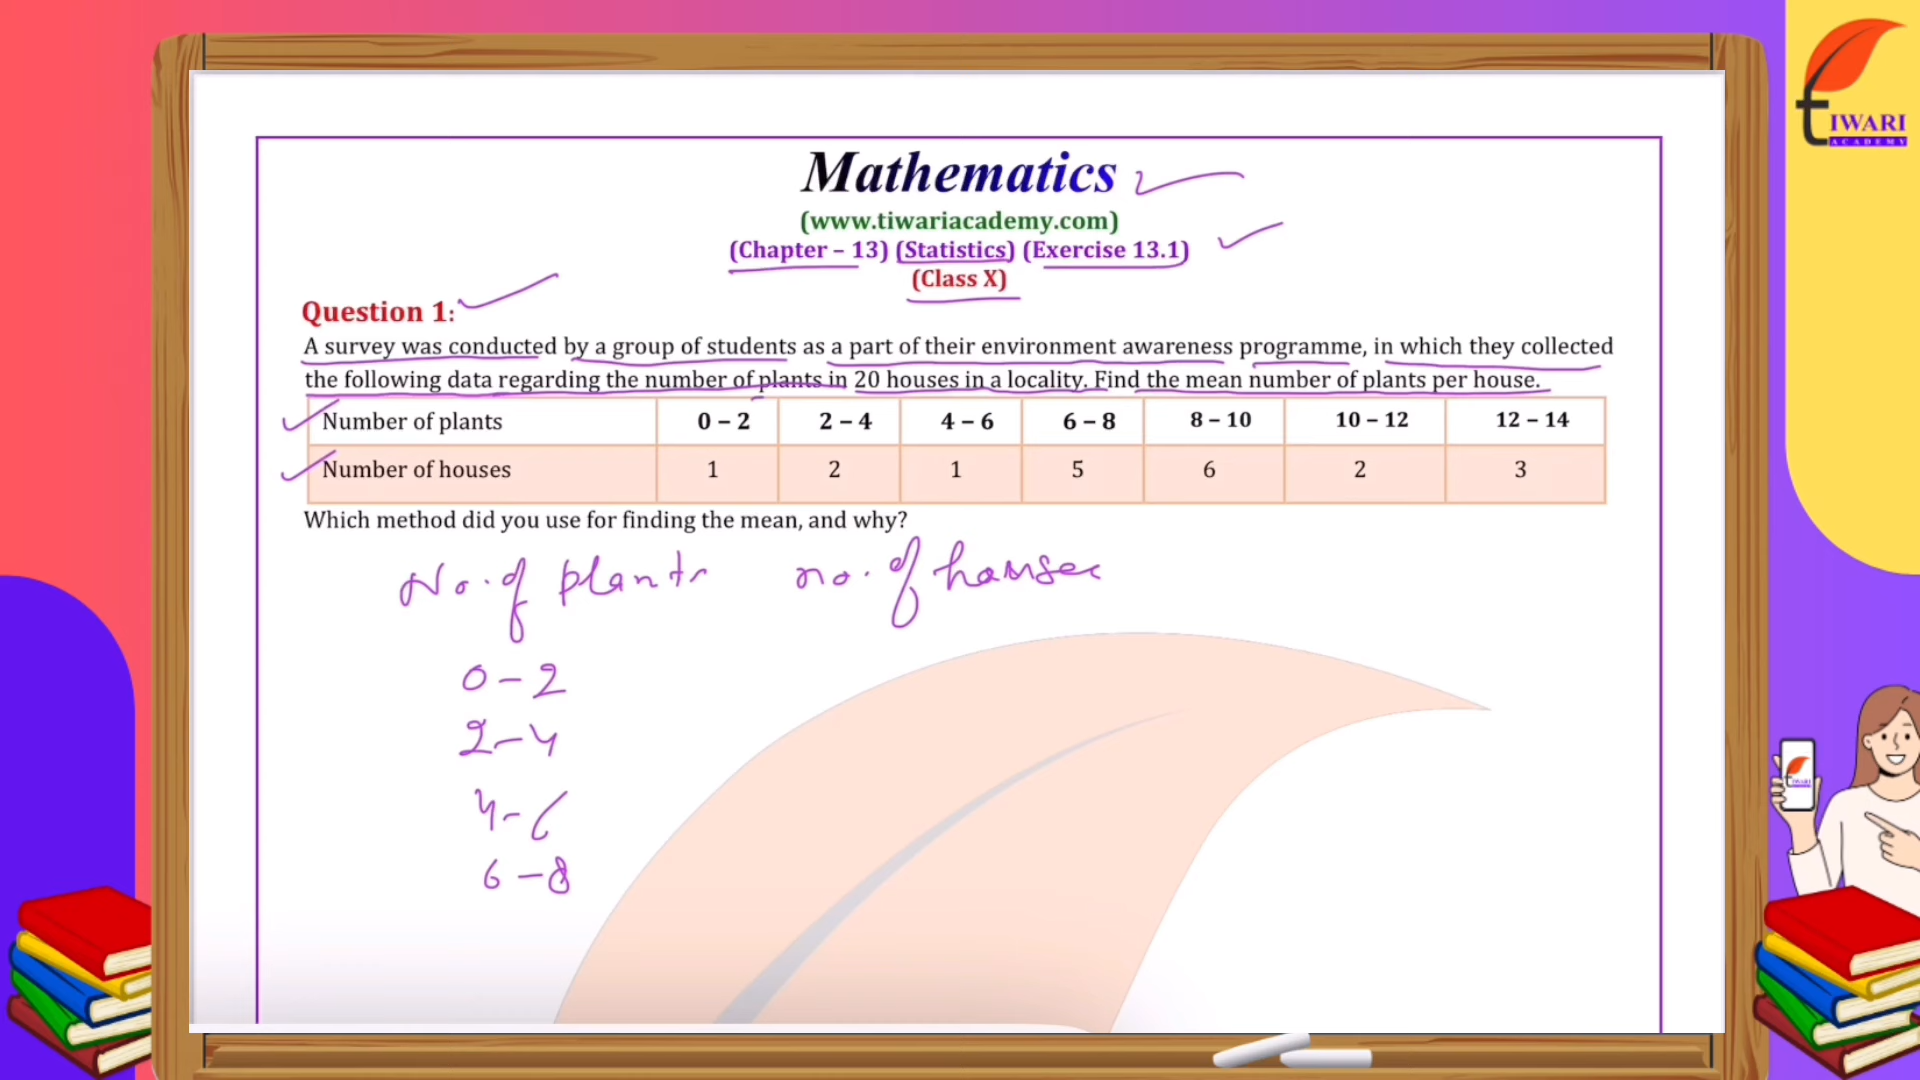 Mathematics
(www.tiwariacademy.com)
(Chapter – 13) (Statistics) (Exercise 13.1)
(Class X)
Question 1:
A survey was conducted by a group of students as a part of their environment awareness programme, in which they collected
the following data regarding the number of plants in 20 houses in a locality. Find the mean number of plants per house.
Number of plants 0 – 2 2 – 4 4 – 6 6 – 8 8 – 10 10 – 12 12 – 14
Number of houses 1 2 1 5 6 2 3
Which method did you use for finding the mean, and why?
No. of plants no. of houses
0 – 2
2 – 4
4 – 6
6 – 8
TIWARI
ACADEMY